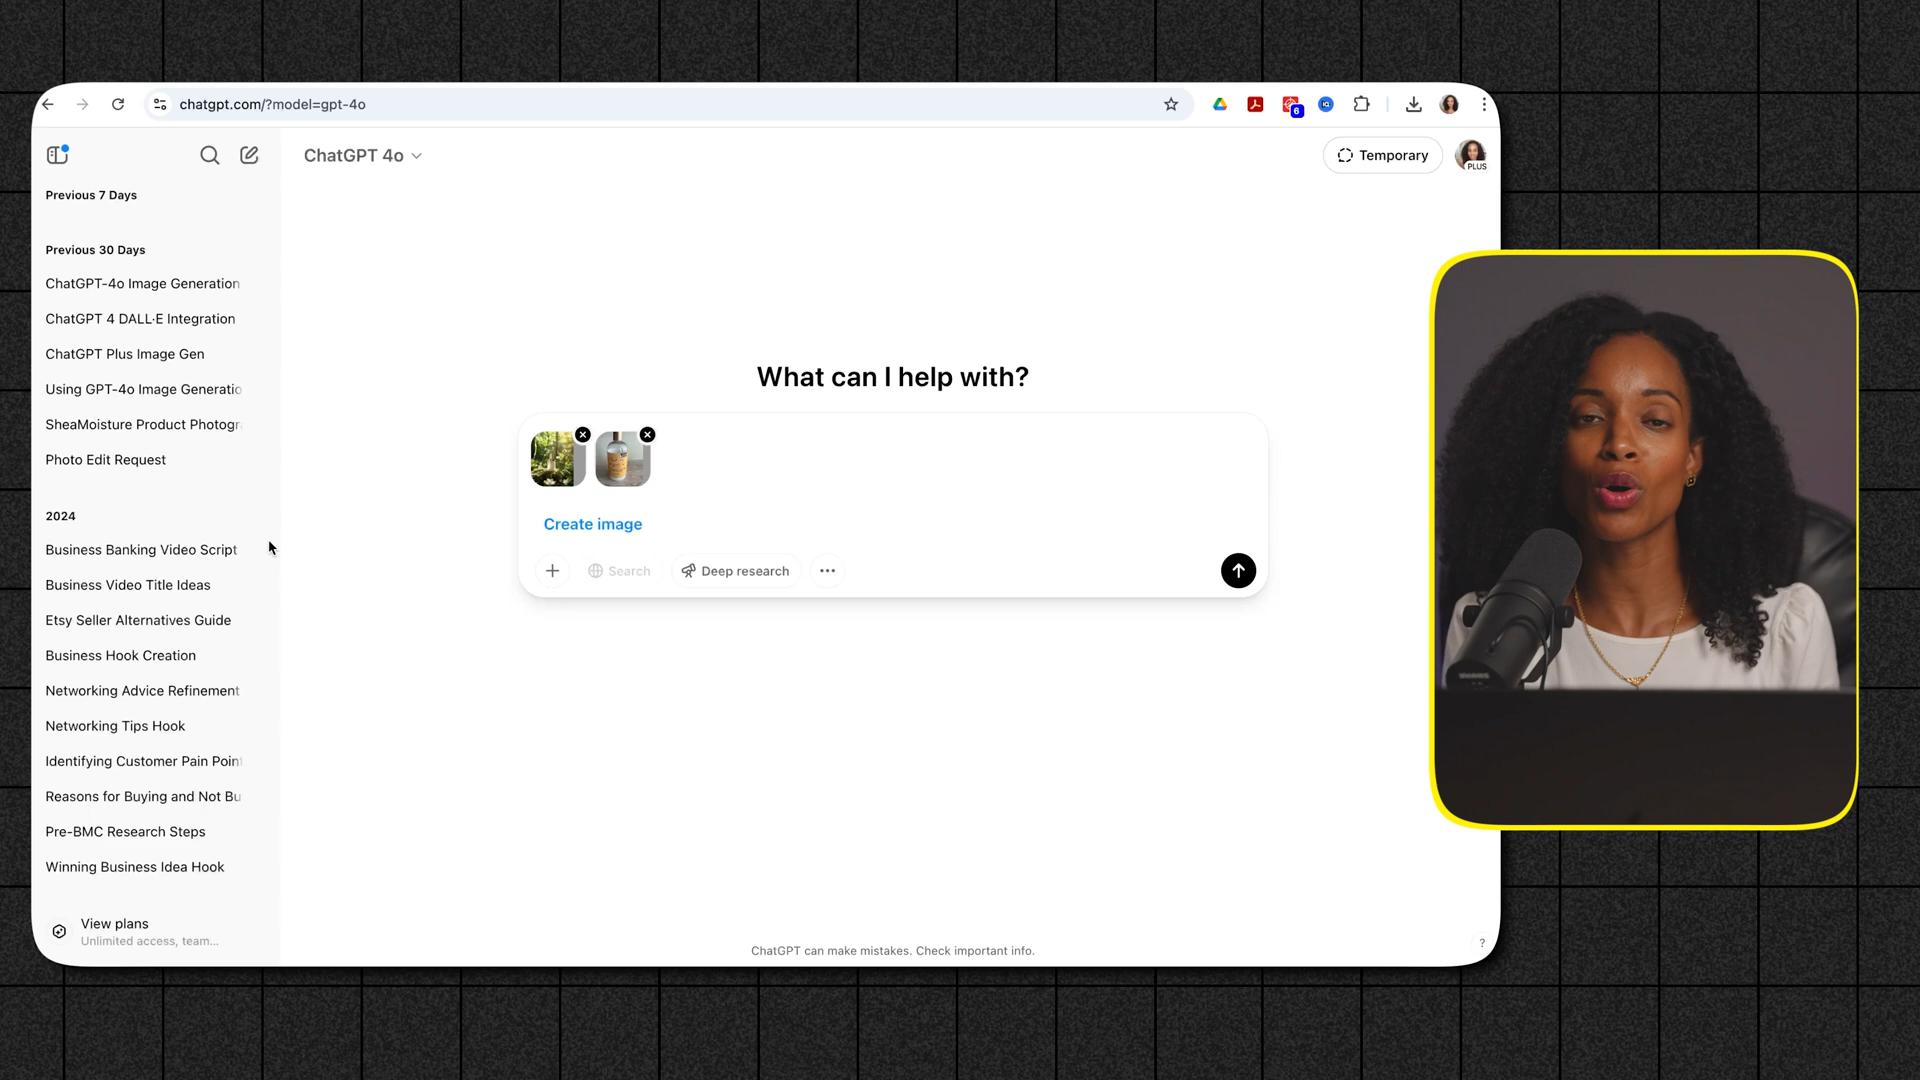 chatgpt.com/?model=gpt-4o
6
ChatGPT 4o
Temporary
PLUS
Previous 7 Days
Previous 30 Days
ChatGPT-4o Image Generation
ChatGPT 4 DALL·E Integration
ChatGPT Plus Image Gen
Using GPT-4o Image Generatio
SheaMoisture Product Photogr
Photo Edit Request
2024
Business Banking Video Script
Business Video Title Ideas
Etsy Seller Alternatives Guide
Business Hook Creation
Networking Advice Refinement
Networking Tips Hook
Identifying Customer Pain Poin
Reasons for Buying and Not Bu
Pre-BMC Research Steps
Winning Business Idea Hook
View plans
Unlimited access, team...
What can I help with?
Create image
Search
Deep research
ChatGPT can make mistakes. Check important info.
?